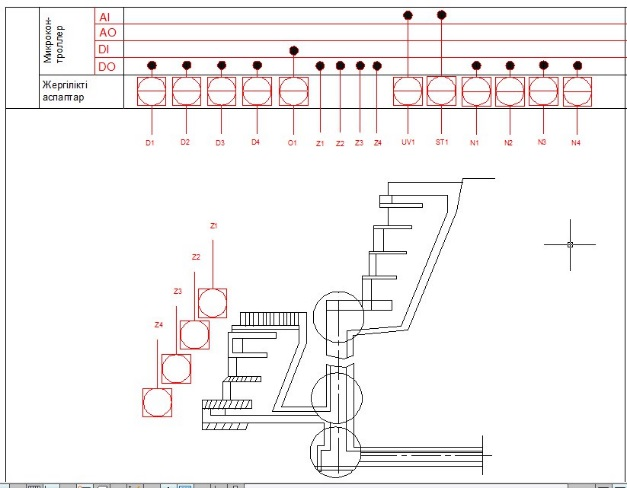 Микрокон-
троллер
AI
AO
DI
DO
Жергілікті
аспаптар
D1 D2 D3 D4 O1 Z1 Z2 Z3 Z4 UV1 ST1 N1 N2 N3 N4
Z1
Z2
Z3
Z4